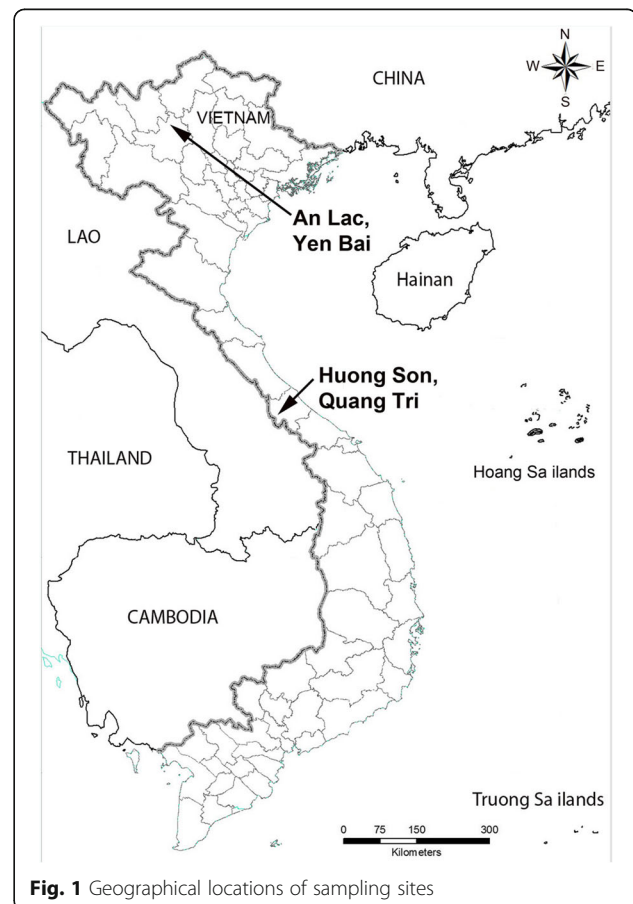 N
W E
S
CHINA
VIETNAM
An Lac,
Yen Bai
LAO
Hainan
Huong Son,
Quang Tri
THAILAND
Hoang Sa ilands
CAMBODIA
Truong Sa ilands
0 75 150 300
Kilometers
Fig. 1 Geographical locations of sampling sites